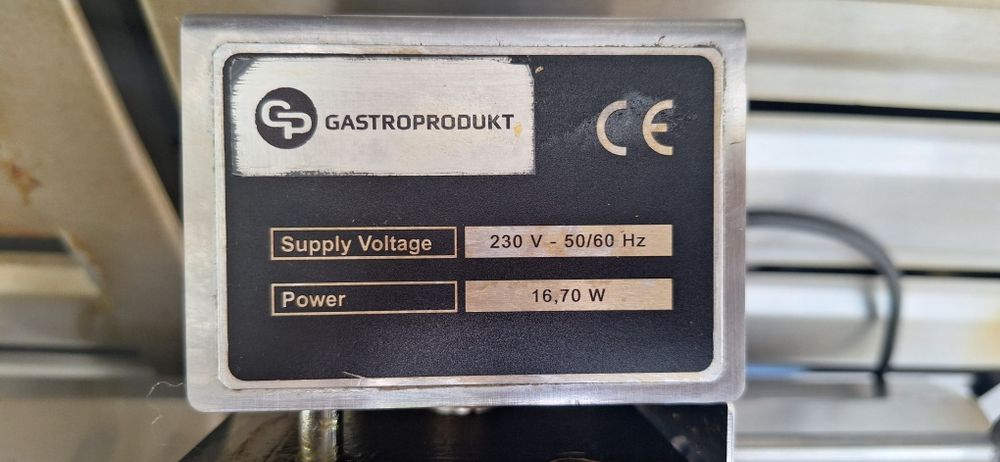 GP GASTROPRODUKT
CE
Supply Voltage 230 V - 50/60 Hz
Power 16,70 W